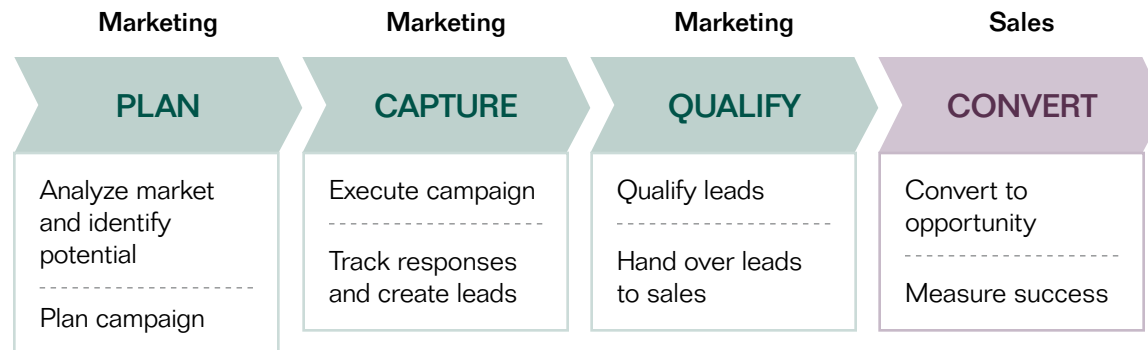 Marketing
PLAN
Analyze market
and identify
potential
Plan campaign
Marketing
CAPTURE
Execute campaign
Track responses
and create leads
Marketing
QUALIFY
Qualify leads
Hand over leads
to sales
Sales
CONVERT
Convert to
opportunity
Measure success